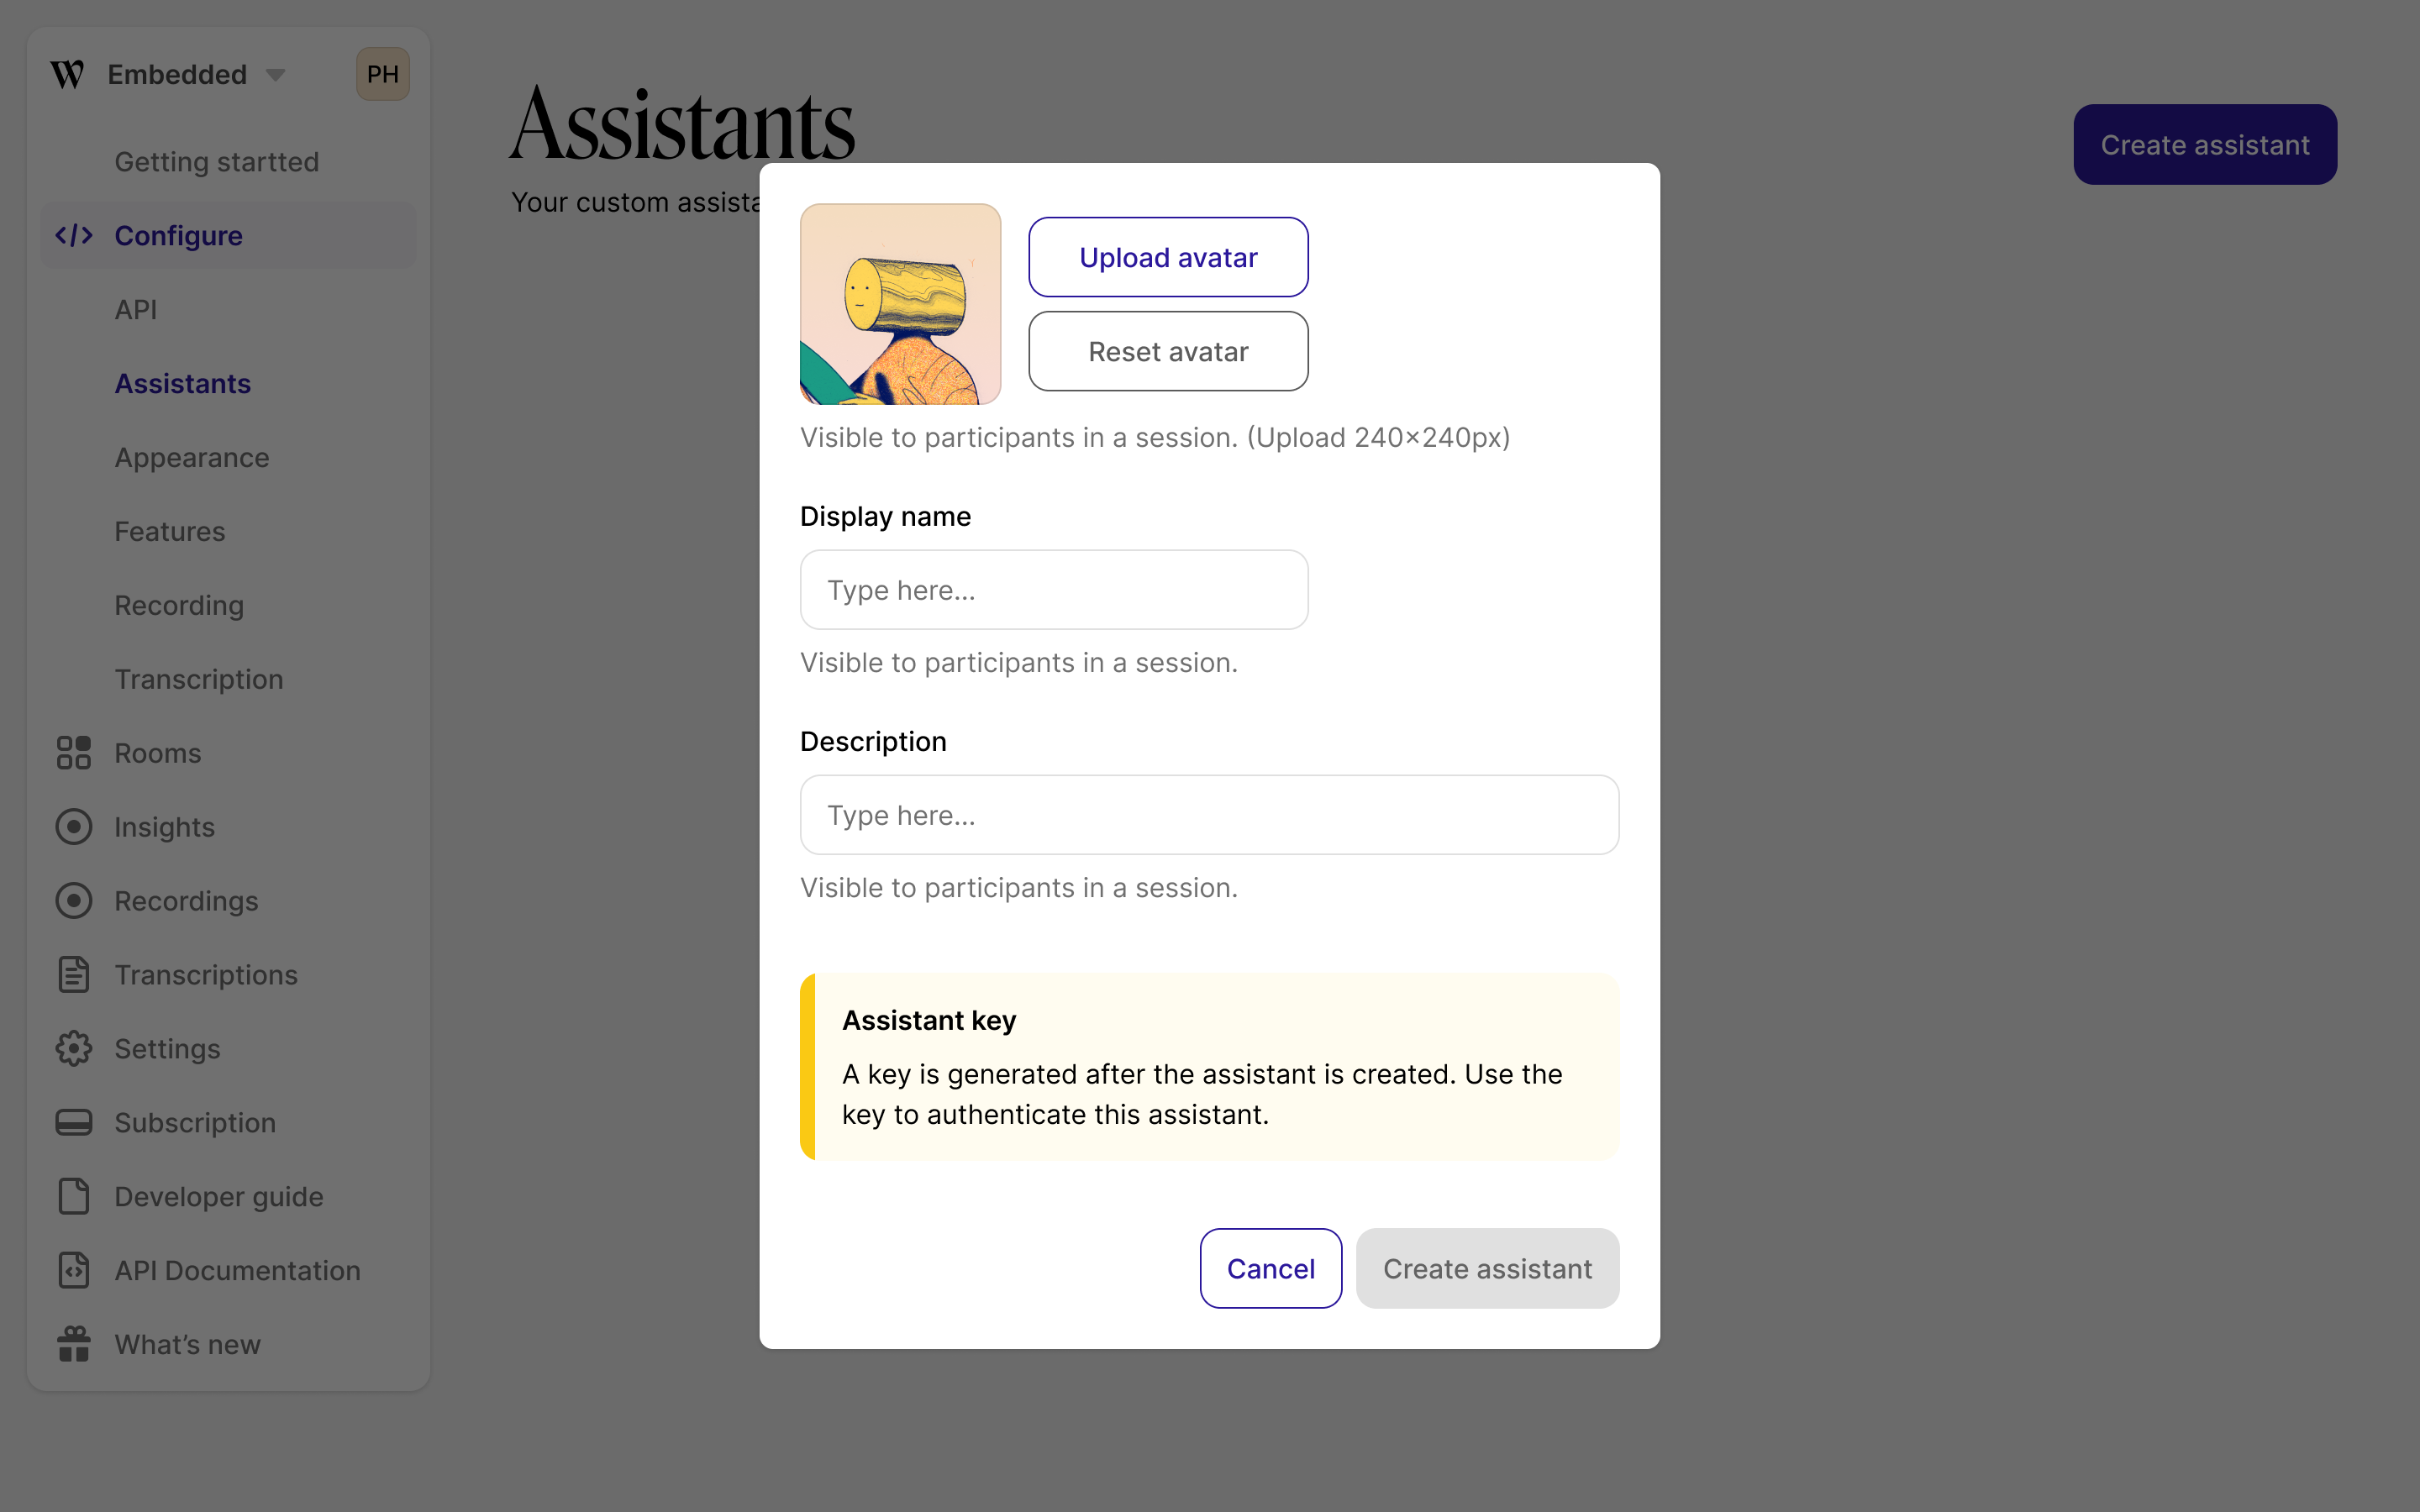 W Embedded PH
Getting startted
Configure
API
Assistants
Appearance
Features
Recording
Transcription
Rooms
Insights
Recordings
Transcriptions
Settings
Subscription
Developer guide
API Documentation
What’s new
Assistants
Your custom assista
Create assistant
Upload avatar
Reset avatar
Visible to participants in a session. (Upload 240×240px)
Display name
Type here...
Visible to participants in a session.
Description
Type here...
Visible to participants in a session.
Assistant key
A key is generated after the assistant is created. Use the
key to authenticate this assistant.
Cancel
Create assistant